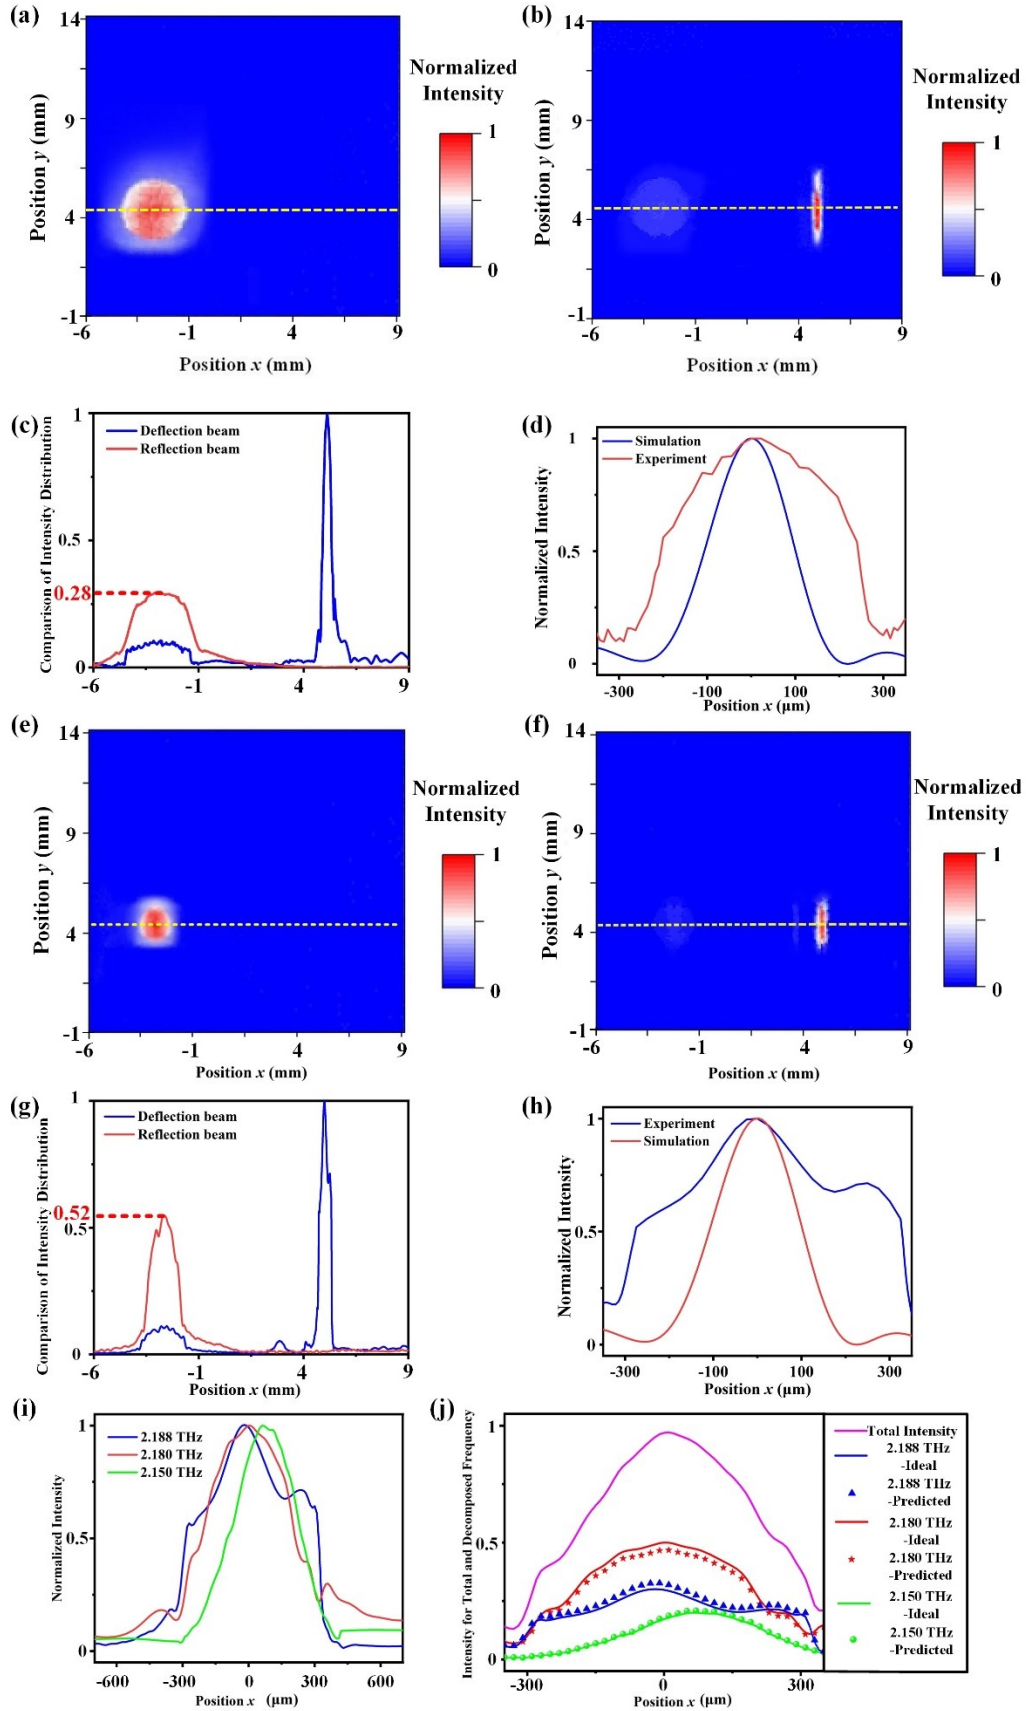 (a)
14
9
4
-1
Position y (mm)
-6
-1
4
9
Position x (mm)
Normalized
Intensity
1
0
(b)
14
9
4
-1
Position y (mm)
-6
-1
4
9
Position x (mm)
Normalized
Intensity
1
0
(c)
Comparison of Intensity Distribution
1
0.5
0.28
0
Deflection beam
Reflection beam
-6
-1
4
9
(d)
Normalized Intensity
1
0.5
0
Simulation
Experiment
-300
-100
100
300
Position x (μm)
(e)
14
9
4
-1
Position y (mm)
-6
-1
4
9
Position x (mm)
Normalized
Intensity
1
0
(f)
14
9
4
-1
Position y (mm)
-6
-1
4
9
Position x (mm)
Normalized
Intensity
1
0
(g)
Comparison of Intensity Distribution
1
0.52
0.5
0
Deflection beam
Reflection beam
-6
-1
4
9
Position x (mm)
(h)
Normalized Intensity
1
0.5
0
Experiment
Simulation
-300
-100
100
300
Position x (μm)
(i)
Normalized Intensity
1
0.5
0
2.188 THz
2.180 THz
2.150 THz
-600
-300
0
300
600
Position x (μm)
(j)
Intensity for Total and Decomposed Frequency
1
0.5
0
-300
0
300
Position x (μm)
Total Intensity
2.188 THz
-Ideal
2.188 THz
-Predicted
2.180 THz
-Ideal
2.180 THz
-Predicted
2.150 THz
-Ideal
2.150 THz
-Predicted